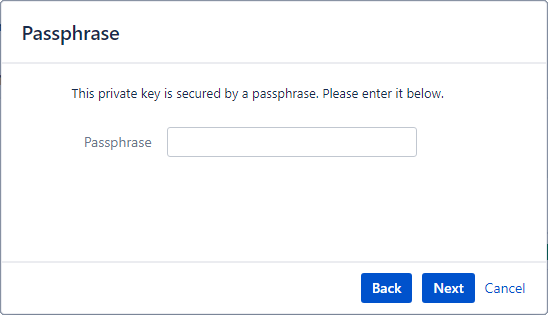 Passphrase
This private key is secured by a passphrase. Please enter it below.
Passphrase
Back Next Cancel